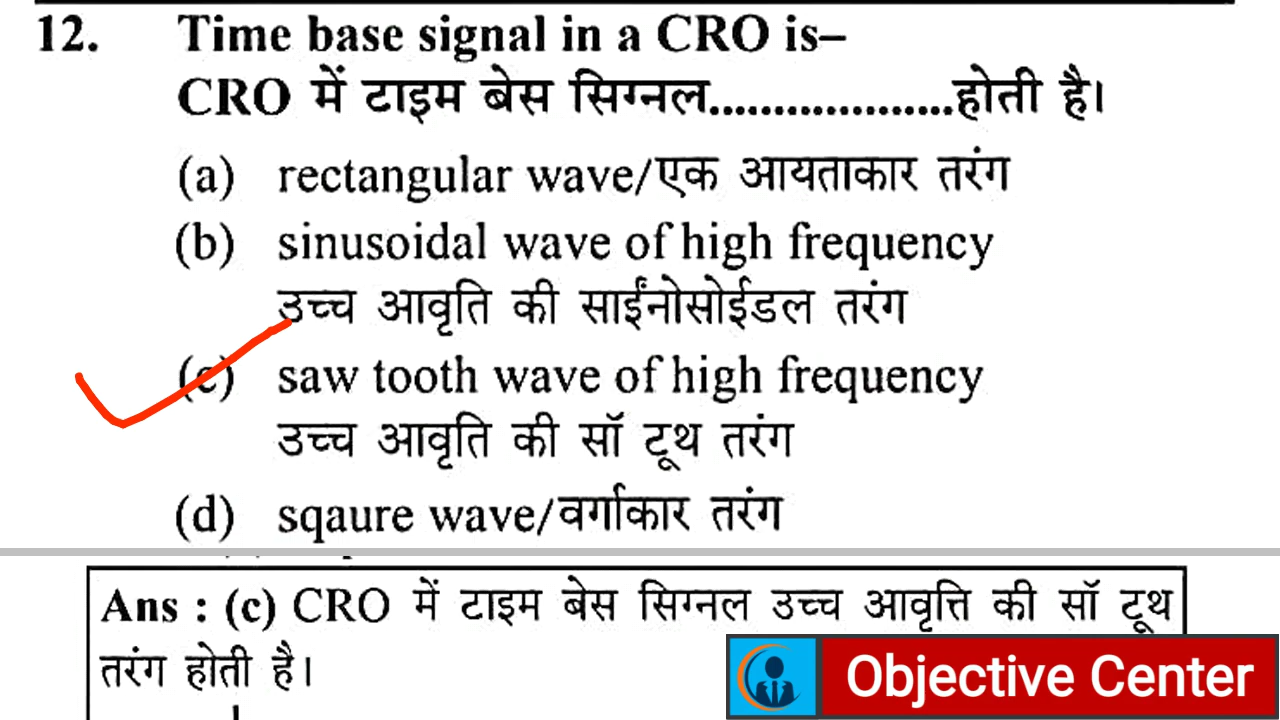 12. Time base signal in a CRO is–
CRO में टाइम बेस सिग्नल...................होती है।
(a) rectangular wave/एक आयताकार तरंग
(b) sinusoidal wave of high frequency
उच्च आवृति की साईंनोसोईडल तरंग
(c) saw tooth wave of high frequency
उच्च आवृति की सॉ टूथ तरंग
(d) sqaure wave/वर्गाकार तरंग
Ans : (c) CRO में टाइम बेस सिग्नल उच्च आवृत्ति की सॉ टूथ
तरंग होती है।
Objective Center